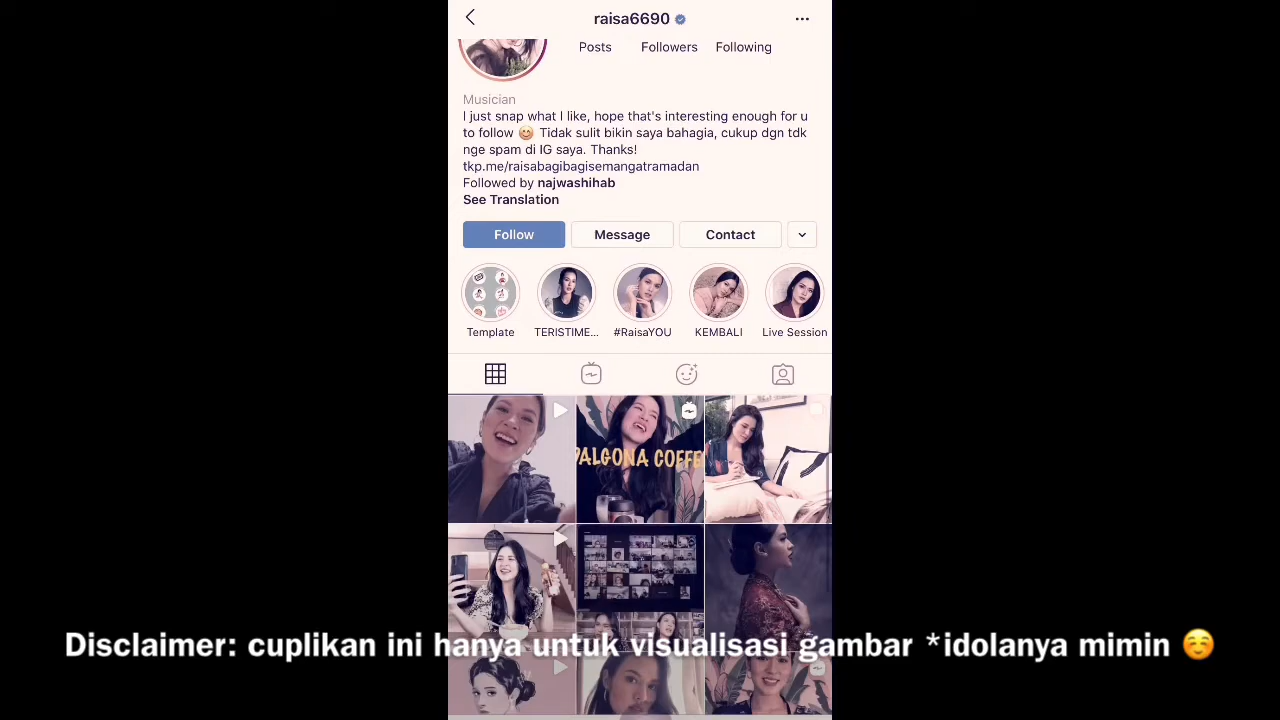 raisa6690
Posts Followers Following
Musician
I just snap what I like, hope that's interesting enough for u
to follow 😊 Tidak sulit bikin saya bahagia, cukup dgn tdk
nge spam di IG saya. Thanks!
tkp.me/raisabagibagisemangatramadan
Followed by najwashihab
See Translation
Follow Message Contact
Template TERISTIME... #RaisaYOU KEMBALI Live Session
PALGONA COFFE
Disclaimer: cuplikan ini hanya untuk visualisasi gambar *idolanya mimin ☺️